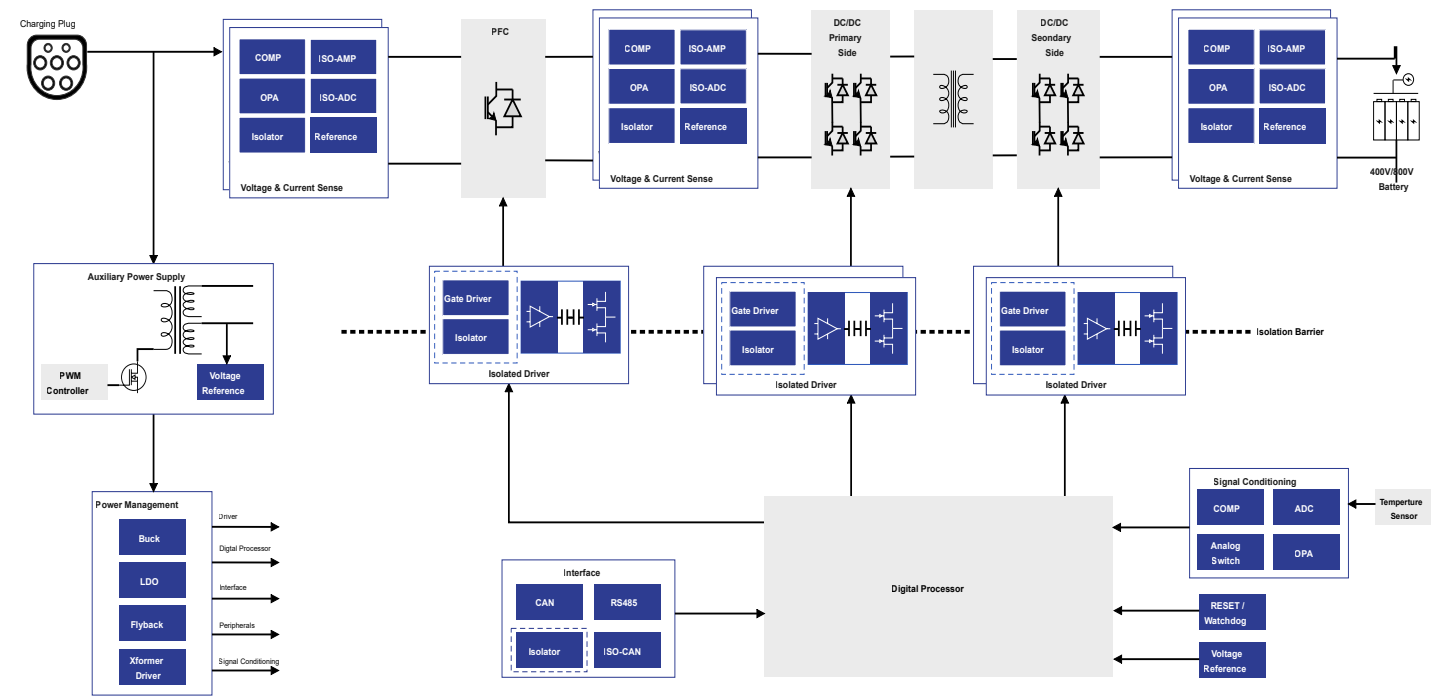 Charging Plug
COMP
ISO-AMP
OPA
ISO-ADC
Isolator
Reference
Voltage & Current Sense
PFC
COMP
ISO-AMP
OPA
ISO-ADC
Isolator
Reference
Voltage & Current Sense
DC/DC
Primary
Side
DC/DC
Seondary
Side
COMP
ISO-AMP
OPA
ISO-ADC
Isolator
Reference
Voltage & Current Sense
400V/800V
Battery
Auxiliary Power Supply
PWM
Controller
Voltage
Reference
Gate Driver
Isolator
Isolated Driver
Gate Driver
Isolator
Isolated Driver
Gate Driver
Isolator
Isolated Driver
Isolation Barrier
Power Management
Buck
LDO
Flyback
Xformer
Driver
Driver
Digtal Processor
Interface
Peripherals
Signal Conditioning
Interface
CAN
RS485
Isolator
ISO-CAN
Digital Processor
Signal Conditioning
COMP
ADC
Analog
Switch
OPA
Temperture
Sensor
RESET /
Watchdog
Voltage
Reference